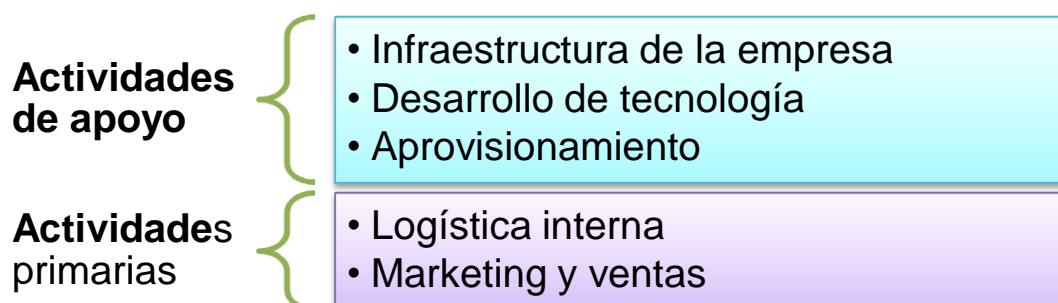 Actividades
de apoyo
• Infraestructura de la empresa
• Desarrollo de tecnología
• Aprovisionamiento
Actividades
primarias
• Logística interna
• Marketing y ventas